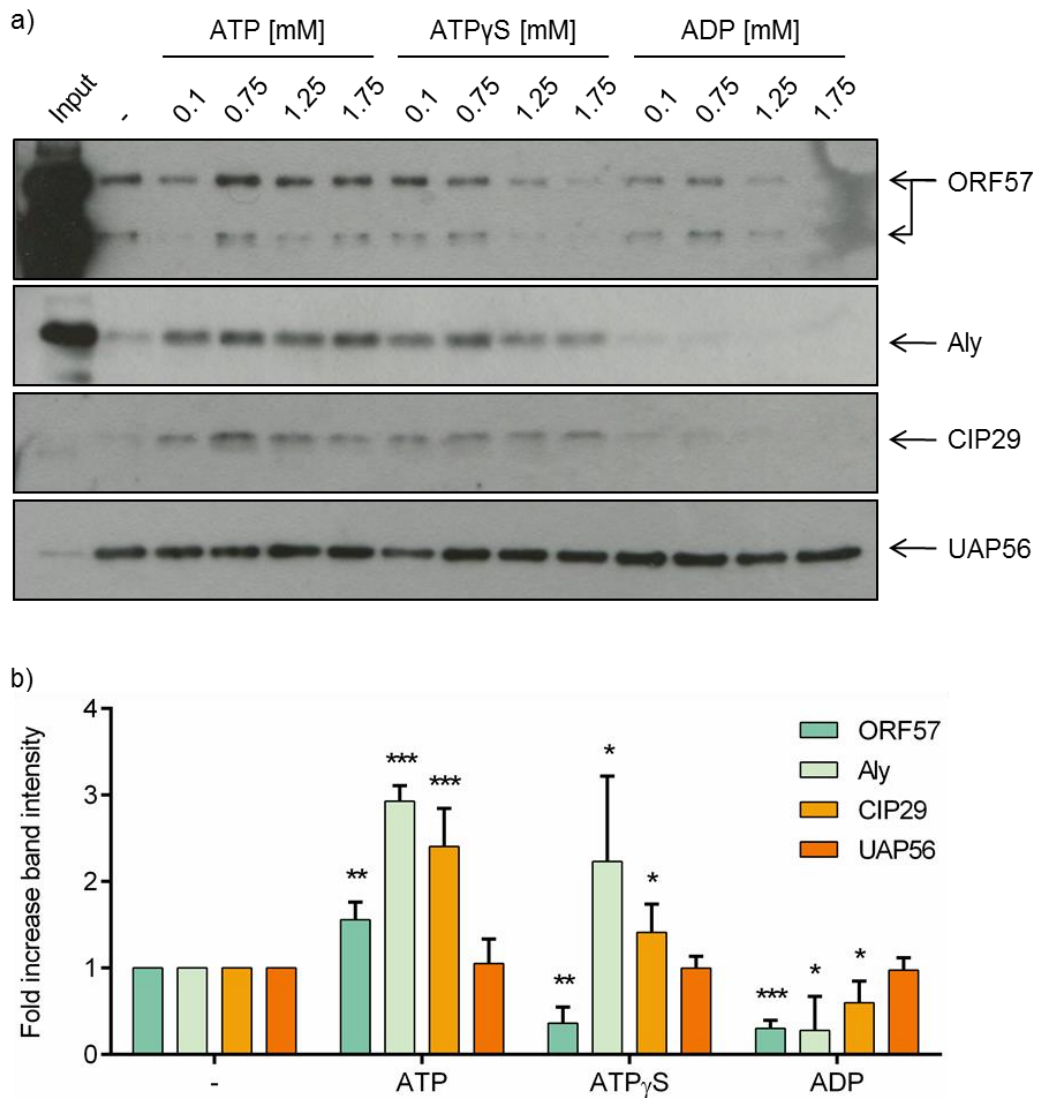 a)
ATP [mM] ATPγS [mM] ADP [mM]
Input - 0.1 0.75 1.25 1.75 0.1 0.75 1.25 1.75 0.1 0.75 1.25 1.75
ORF57
Aly
CIP29
UAP56
b)
Fold increase band intensity
4
3
2
1
0
ORF57
Aly
CIP29
UAP56
** *** ***
** * *
*** * *
- ATP ATPγS ADP